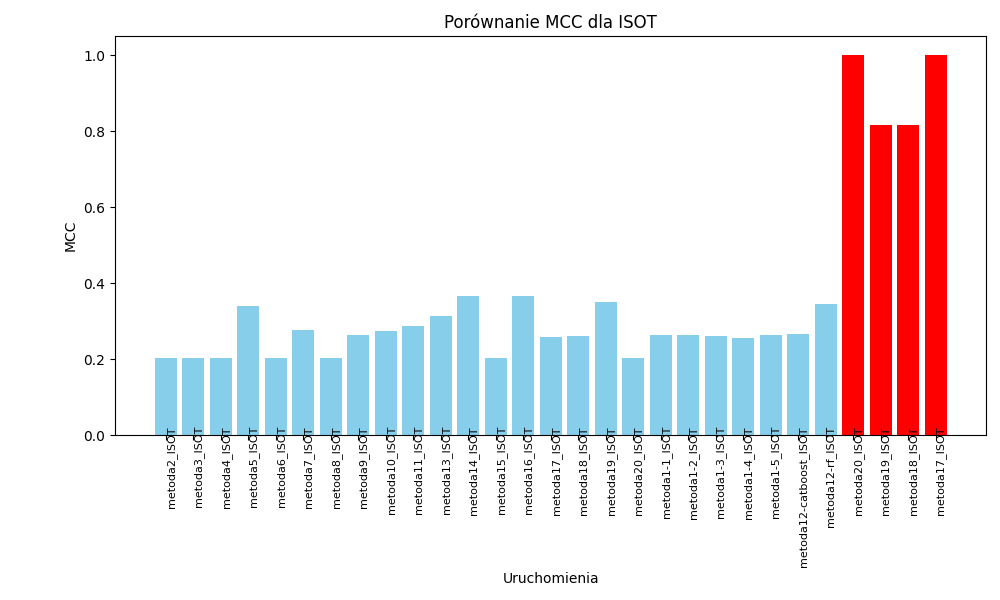 Porównanie MCC dla ISOT
MCC
1.0
0.8
0.6
0.4
0.2
0.0
metoda2_ISOT
metoda3_ISOT
metoda4_ISOT
metoda5_ISOT
metoda6_ISOT
metoda7_ISOT
metoda8_ISOT
metoda9_ISOT
metoda10_ISOT
metoda11_ISOT
metoda13_ISOT
metoda14_ISOT
metoda15_ISOT
metoda16_ISOT
metoda17_ISOT
metoda18_ISOT
metoda19_ISOT
metoda20_ISOT
metoda1-1_ISOT
metoda1-2_ISOT
metoda1-3_ISOT
metoda1-4_ISOT
metoda1-5_ISOT
metoda12-catboost_ISOT
metoda12-rf_ISOT
metoda20_ISOT
metoda19_ISOT
metoda18_ISOT
metoda17_ISOT
Uruchomienia